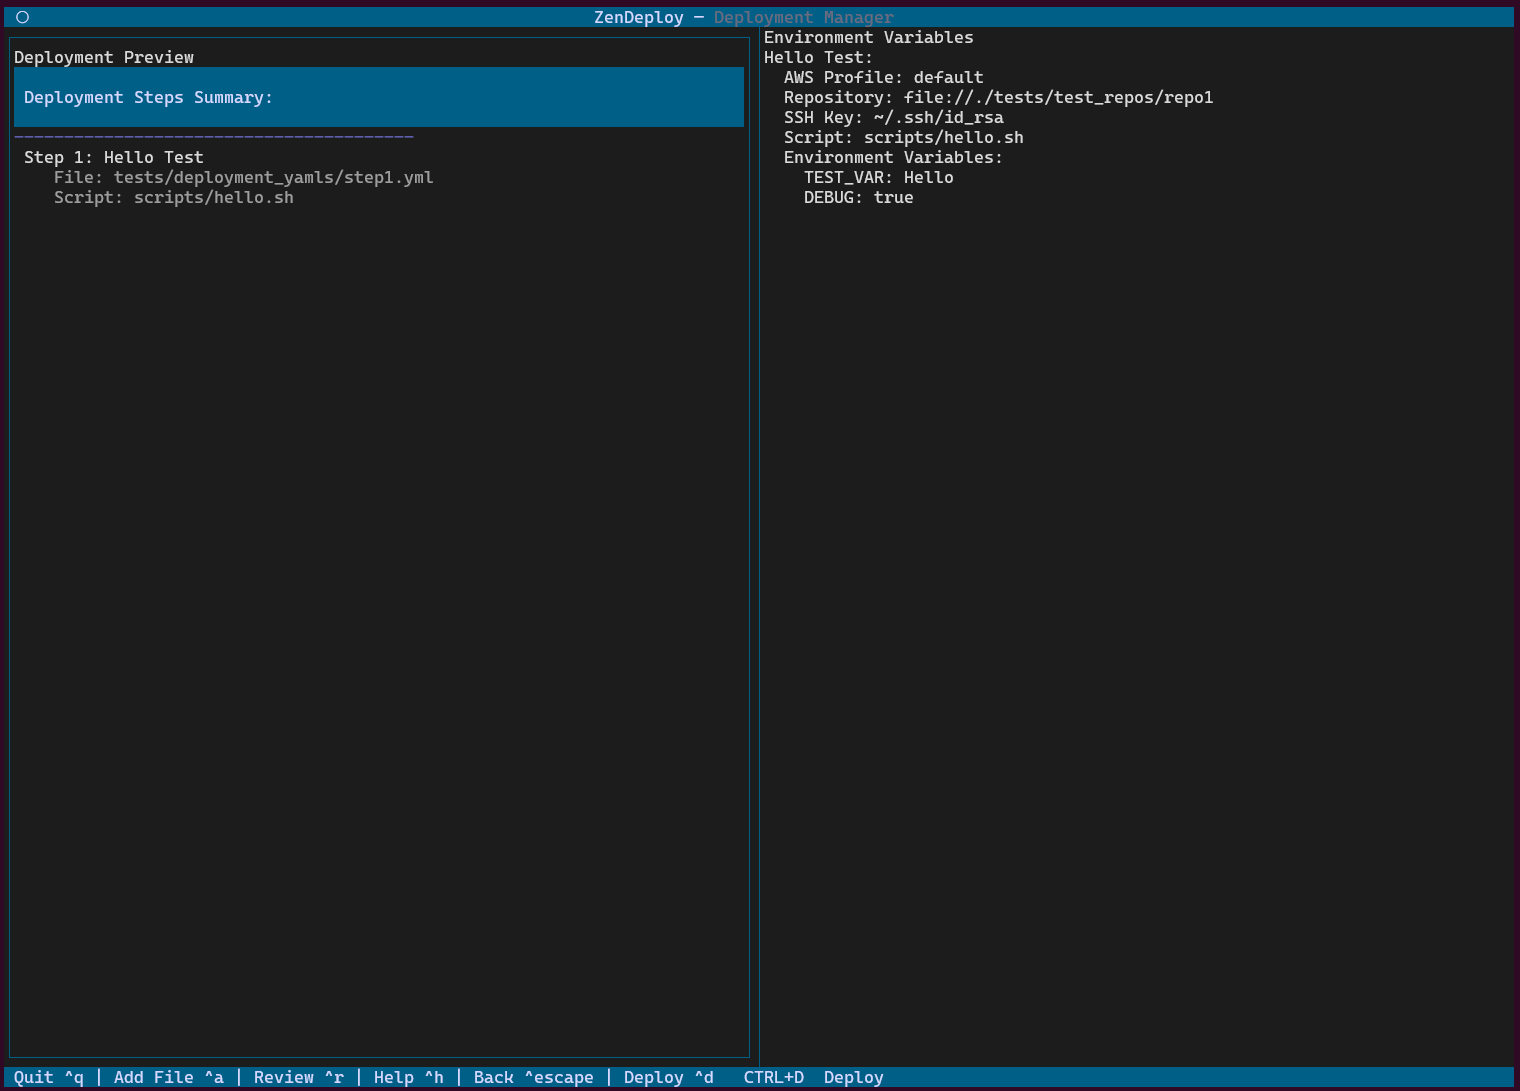 ZenDeploy — Deployment Manager
Deployment Preview
Deployment Steps Summary:
────────────────────────────────────────
Step 1: Hello Test
File: tests/deployment_yamls/step1.yml
Script: scripts/hello.sh
Environment Variables
Hello Test:
AWS Profile: default
Repository: file://./tests/test_repos/repo1
SSH Key: ~/.ssh/id_rsa
Script: scripts/hello.sh
Environment Variables:
TEST_VAR: Hello
DEBUG: true
Quit ^q | Add File ^a | Review ^r | Help ^h | Back ^escape | Deploy ^d   CTRL+D  Deploy